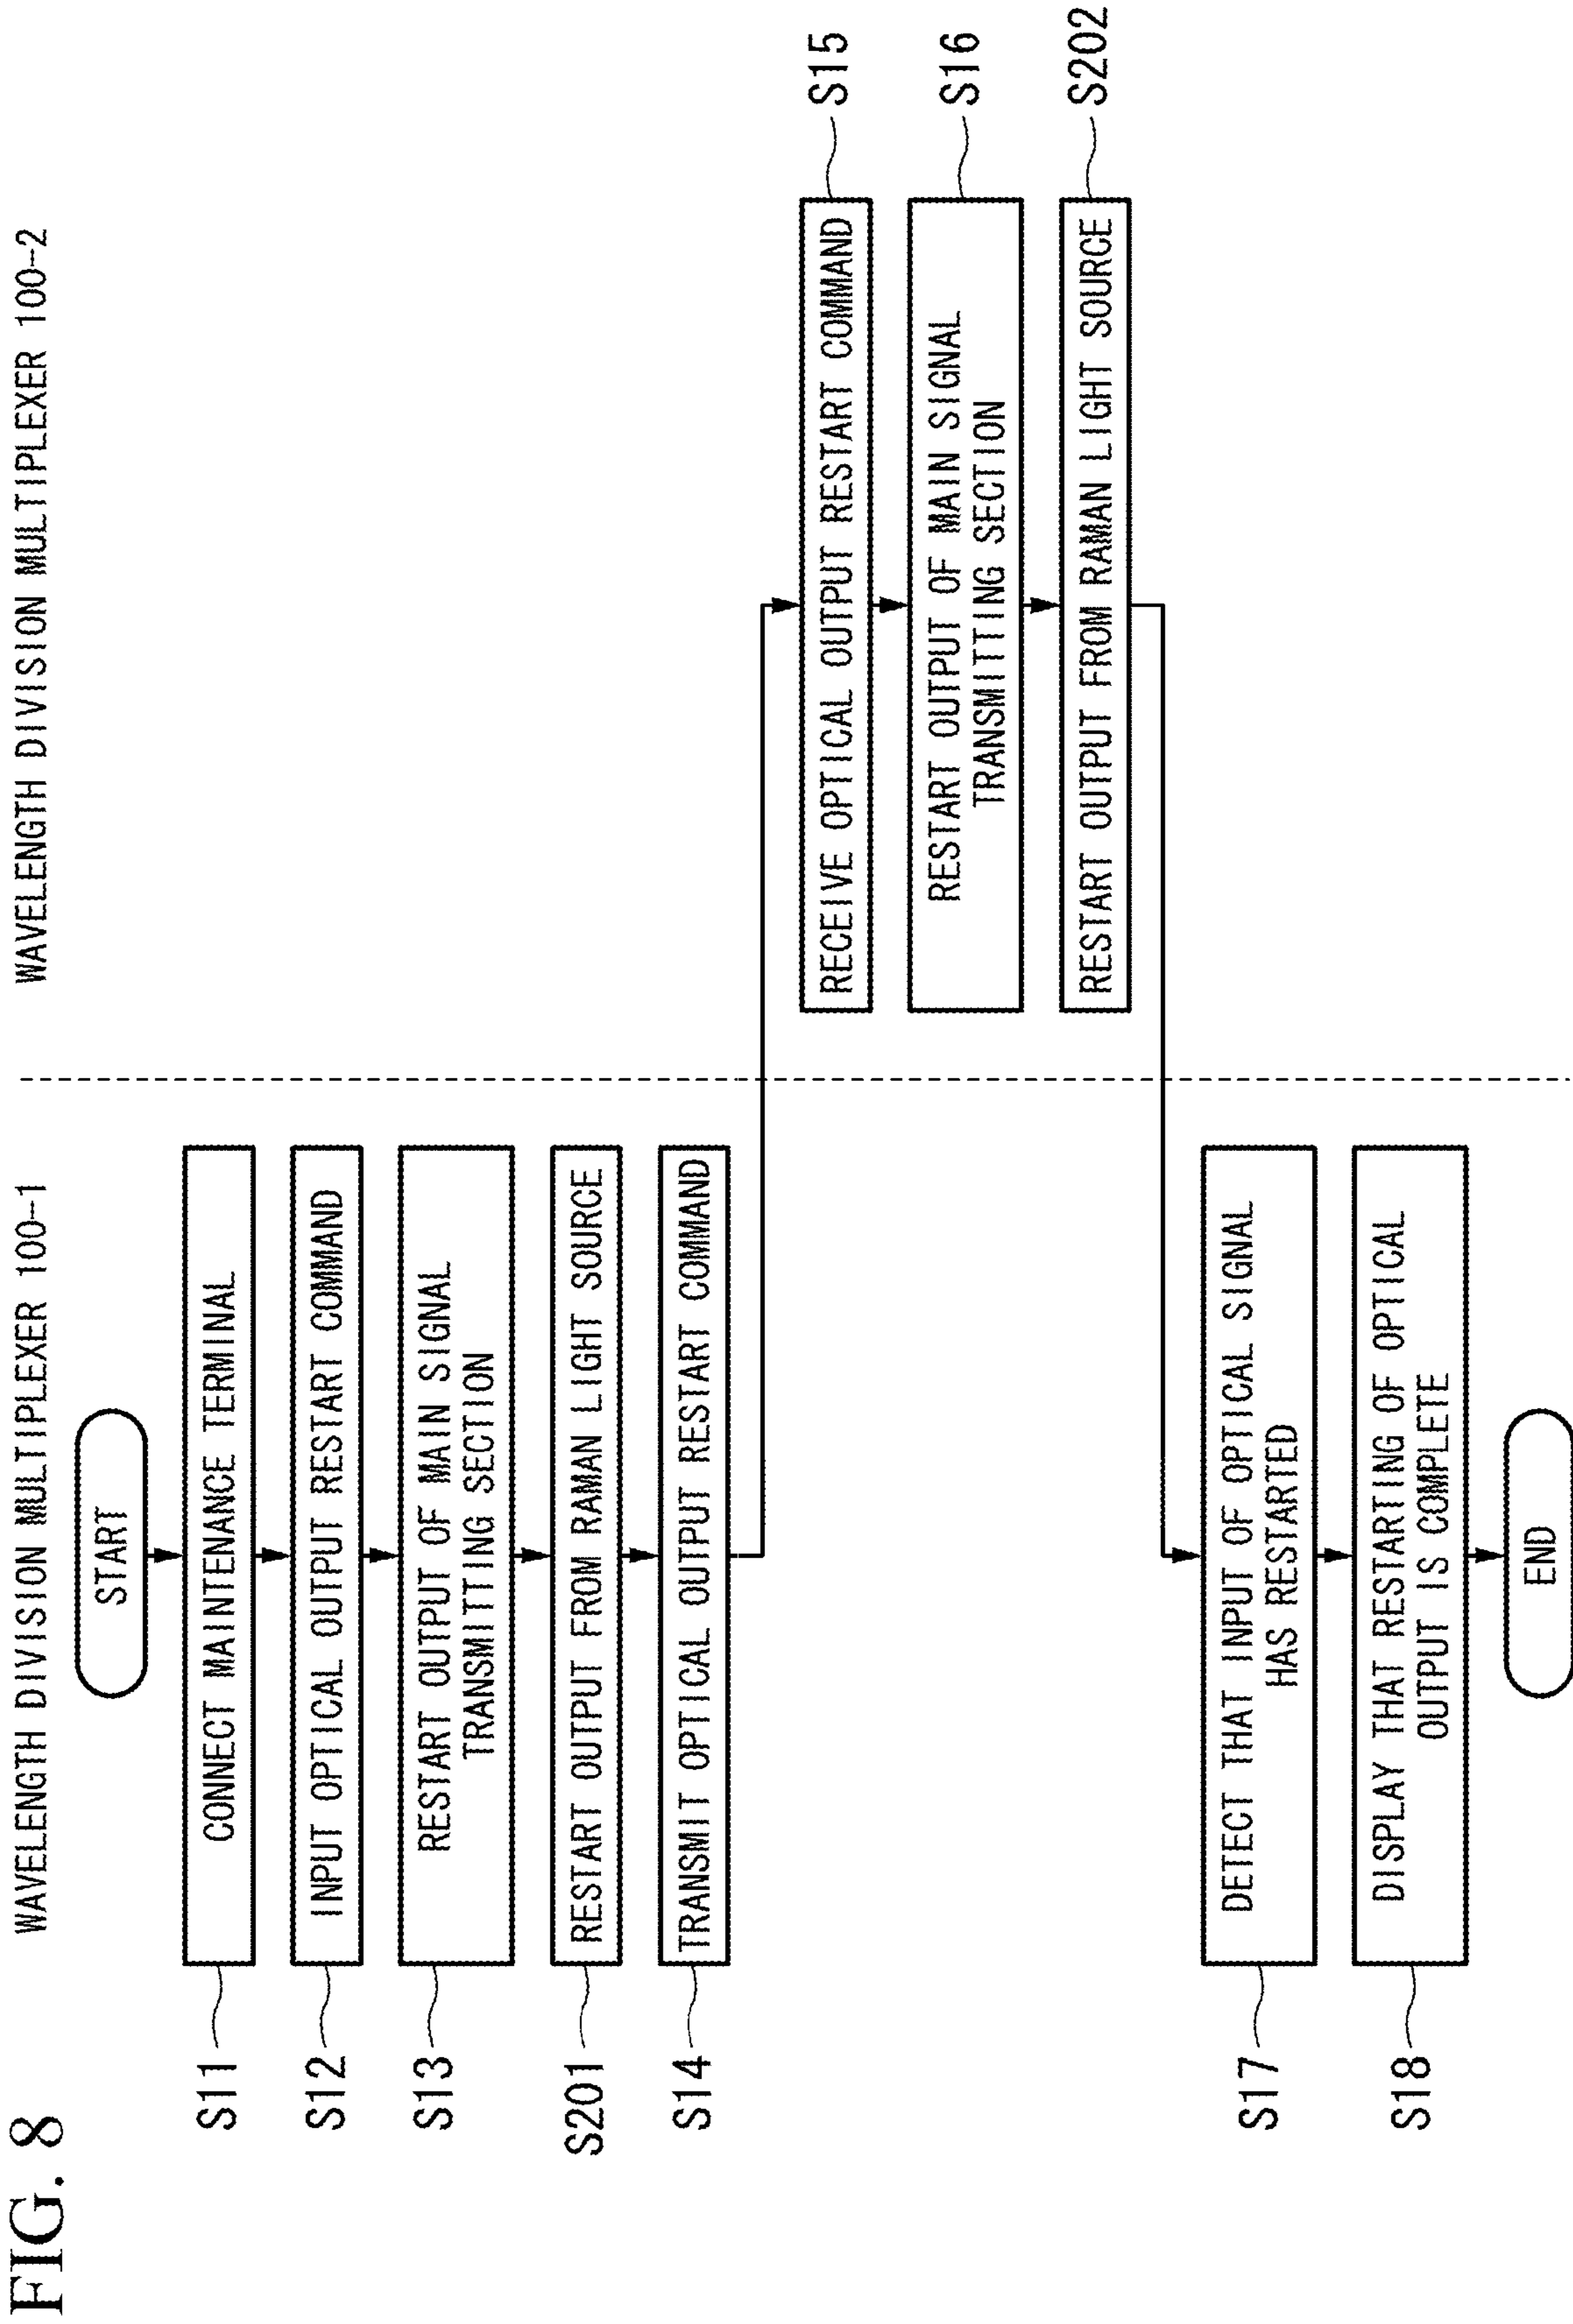 FIG. 8
WAVELENGTH DIVISION MULTIPLEXER 100-1
WAVELENGTH DIVISION MULTIPLEXER 100-2
START
S11
CONNECT MAINTENANCE TERMINAL
S12
INPUT OPTICAL OUTPUT RESTART COMMAND
S13
RESTART OUTPUT OF MAIN SIGNAL
TRANSMITTING SECTION
S201
RESTART OUTPUT FROM RAMAN LIGHT SOURCE
S14
TRANSMIT OPTICAL OUTPUT RESTART COMMAND
RECEIVE OPTICAL OUTPUT RESTART COMMAND
S15
RESTART OUTPUT OF MAIN SIGNAL
TRANSMITTING SECTION
S16
RESTART OUTPUT FROM RAMAN LIGHT SOURCE
S202
S17
DETECT THAT INPUT OF OPTICAL SIGNAL
HAS RESTARTED
S18
DISPLAY THAT RESTARTING OF OPTICAL
OUTPUT IS COMPLETE
END